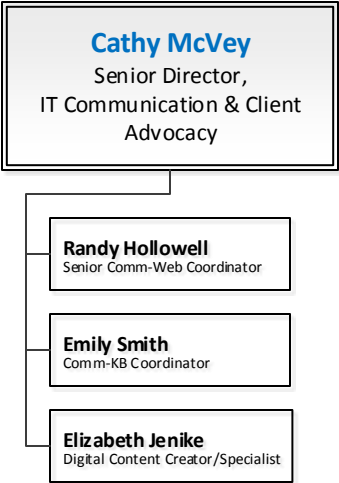 Cathy McVey
Senior Director,
IT Communication & Client
Advocacy
Randy Hollowell
Senior Comm-Web Coordinator
Emily Smith
Comm-KB Coordinator
Elizabeth Jenike
Digital Content Creator/Specialist